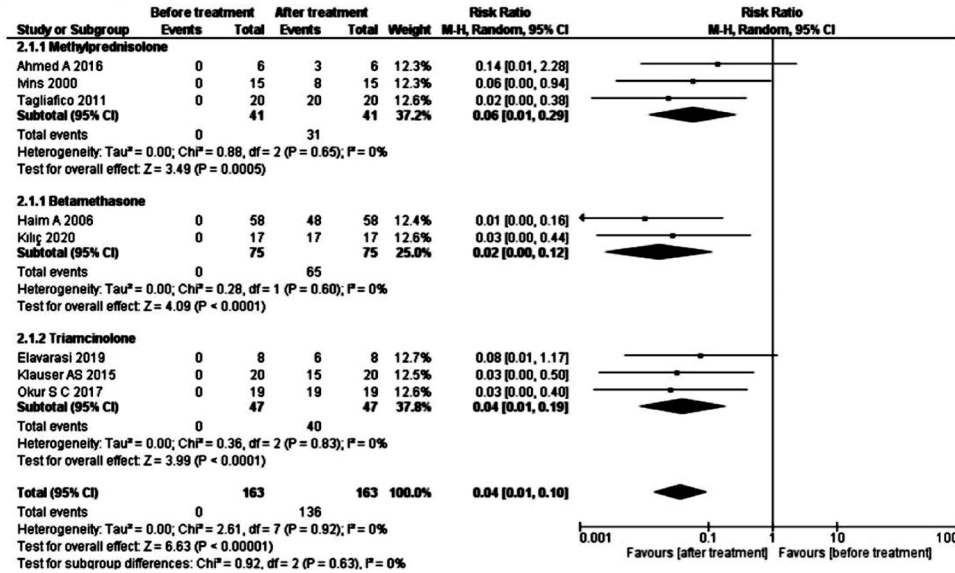 Before treatment After treatment Risk Ratio Risk Ratio
Study or Subgroup Events Total Events Total Weight M-H, Random, 95% CI M-H, Random, 95% CI
2.1.1 Methylprednisolone
Ahmed A 2016 0 6 3 6 12.3% 0.14 [0.01, 2.28]
Ivins 2000 0 15 8 15 12.3% 0.06 [0.00, 0.94]
Tagliafico 2011 0 20 20 20 12.6% 0.02 [0.00, 0.38]
Subtotal (95% CI) 41 41 37.2% 0.06 [0.01, 0.29]
Total events 0 31
Heterogeneity: Tau² = 0.00; Chi² = 0.88, df = 2 (P = 0.65); I² = 0%
Test for overall effect: Z = 3.49 (P = 0.0005)
2.1.1 Betamethasone
Haim A 2006 0 58 48 58 12.4% 0.01 [0.00, 0.16]
Kılıç 2020 0 17 17 17 12.6% 0.03 [0.00, 0.44]
Subtotal (95% CI) 75 75 25.0% 0.02 [0.00, 0.12]
Total events 0 65
Heterogeneity: Tau² = 0.00; Chi² = 0.28, df = 1 (P = 0.60); I² = 0%
Test for overall effect: Z = 4.09 (P < 0.0001)
2.1.2 Triamcinolone
Elavarasi 2019 0 8 6 8 12.7% 0.08 [0.01, 1.17]
Klauser AS 2015 0 20 15 20 12.5% 0.03 [0.00, 0.50]
Okur S C 2017 0 19 19 19 12.6% 0.03 [0.00, 0.40]
Subtotal (95% CI) 47 47 37.8% 0.04 [0.01, 0.19]
Total events 0 40
Heterogeneity: Tau² = 0.00; Chi² = 0.36, df = 2 (P = 0.83); I² = 0%
Test for overall effect: Z = 3.99 (P < 0.0001)
Total (95% CI) 163 163 100.0% 0.04 [0.01, 0.10]
Total events 0 136
Heterogeneity: Tau² = 0.00; Chi² = 2.61, df = 7 (P = 0.92); I² = 0%
Test for overall effect: Z = 6.63 (P < 0.00001)
Test for subgroup differences: Chi² = 0.92, df = 2 (P = 0.63), I² = 0%
0.001 0.1 1 10 100
Favours [after treatment] Favours [before treatment]